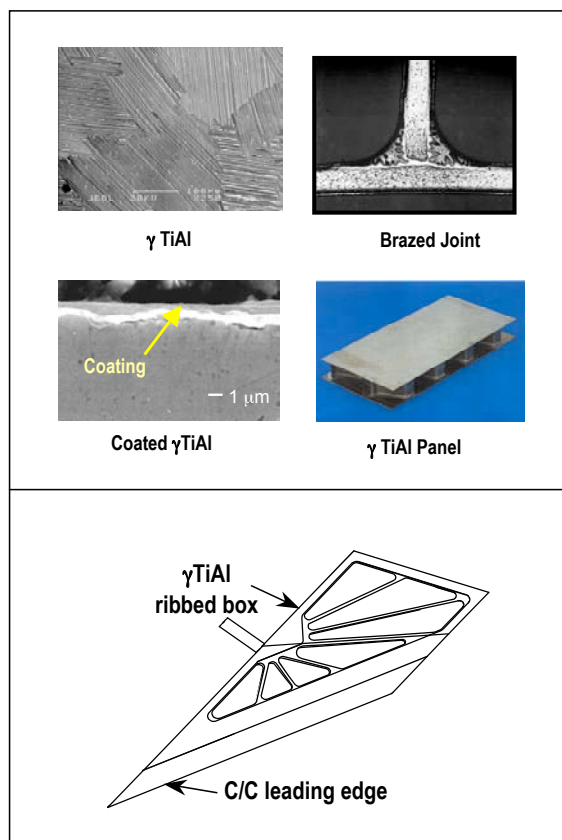 γ TiAl
Brazed Joint
Coating
1 μm
Coated γTiAl
γ TiAl Panel
γTiAl
ribbed box
C/C leading edge